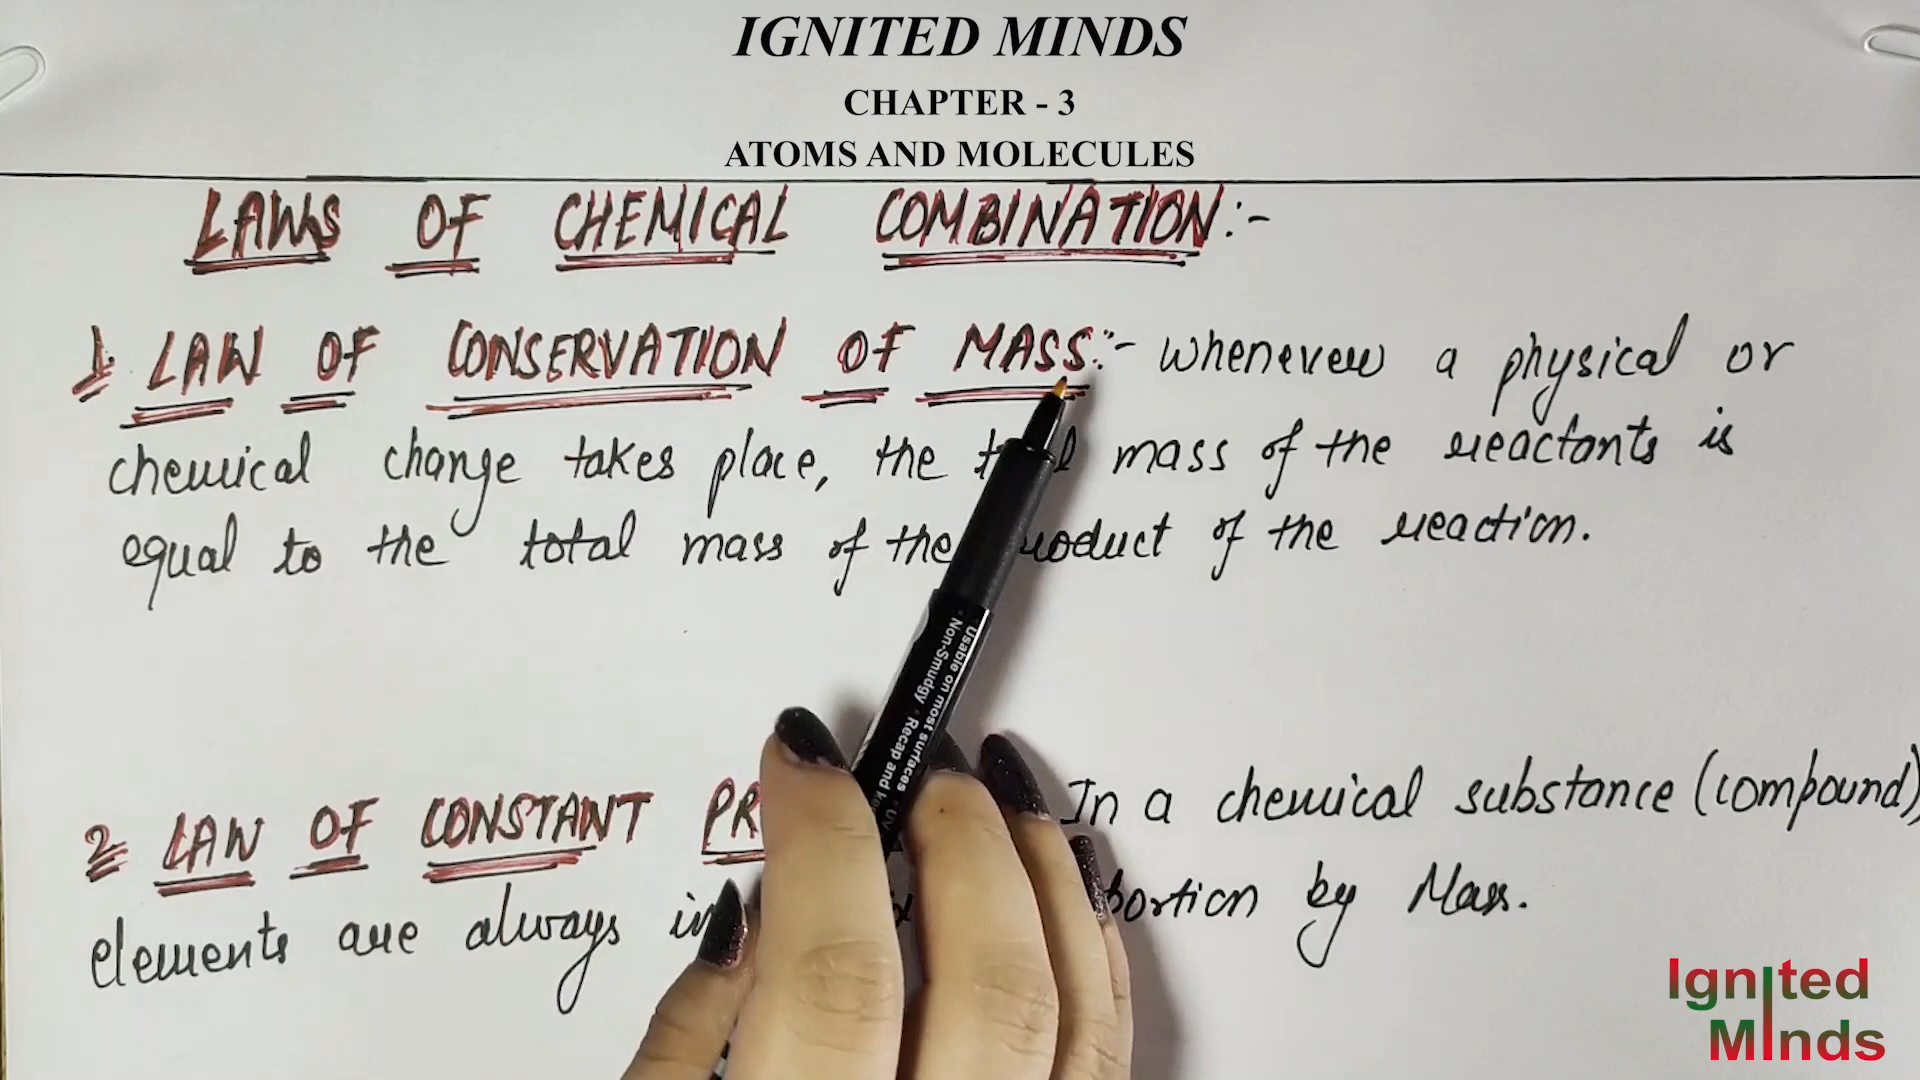 IGNITED MINDS
CHAPTER - 3
ATOMS AND MOLECULES
LAWS OF CHEMICAL COMBINATION:-
1. LAW OF CONSERVATION OF MASS:- Whenever a physical or
chemical change takes place, the mass of the reactants is
equal to the total mass of the product of the reaction.
Usable on most surfaces
Non-Smudgy • Recap and
2. LAW OF CONSTANT In a chemical substance (compound)
elements are always in by Mass.
Ignited
Minds